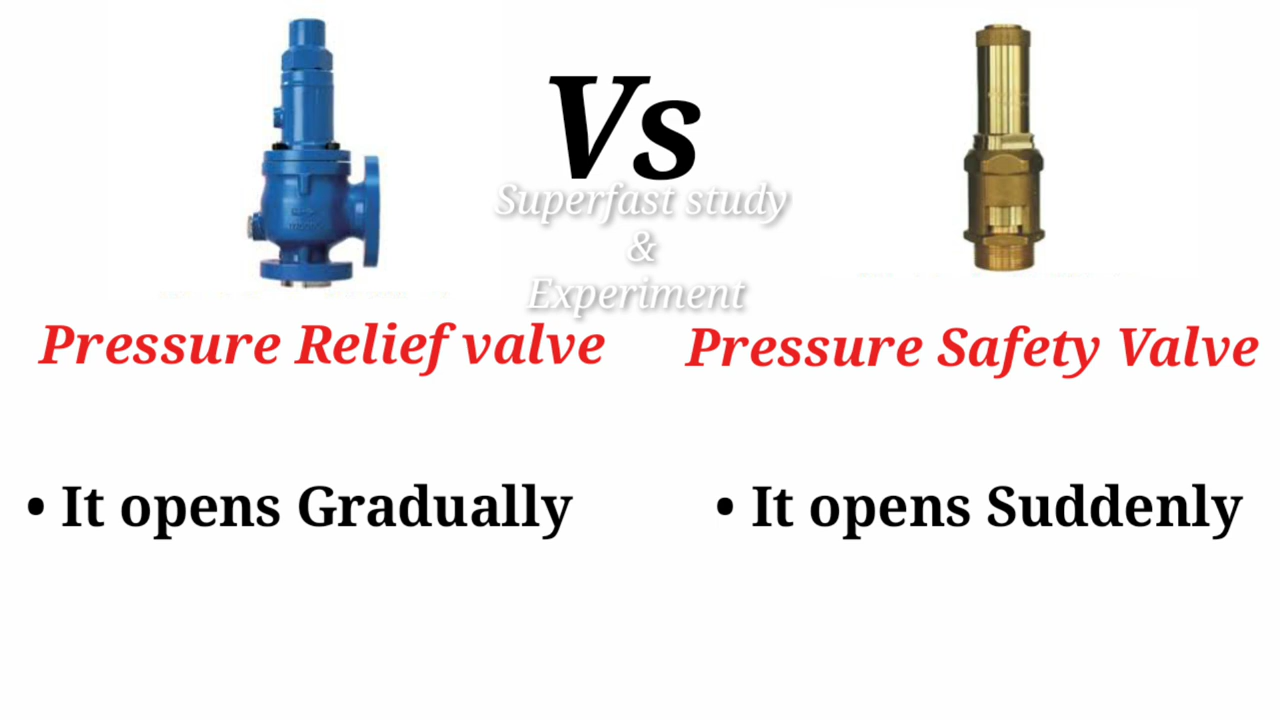 Vs
Superfast study
&
Experiment
Pressure Relief valve
Pressure Safety Valve
• It opens Gradually
• It opens Suddenly